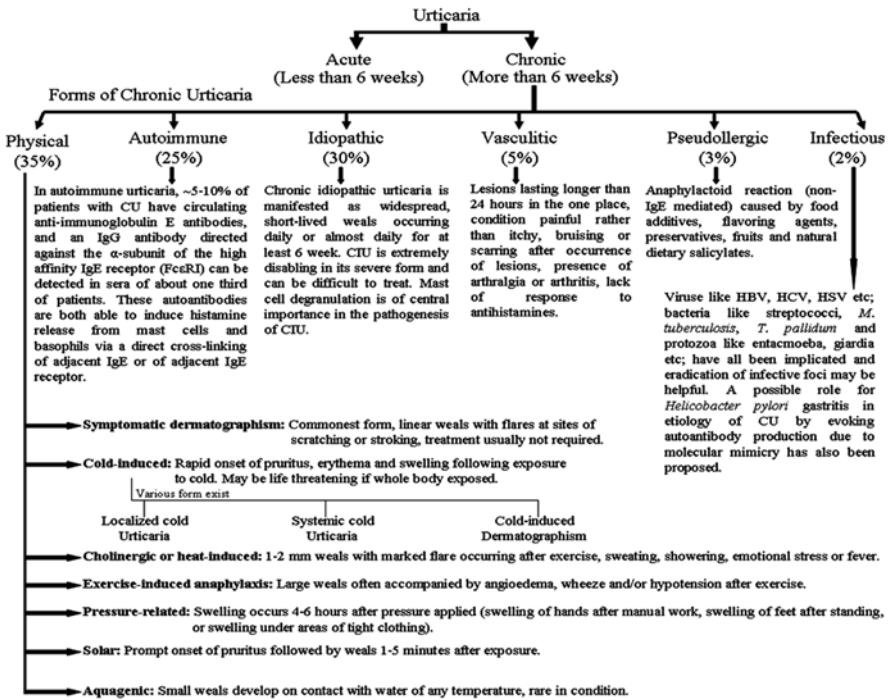 Urticaria
Acute
(Less than 6 weeks)
Chronic
(More than 6 weeks)
Forms of Chronic Urticaria
Physical
(35%)
Autoimmune
(25%)
Idiopathic
(30%)
Vasculitic
(5%)
Pseudollergic
(3%)
Infectious
(2%)
In autoimmune urticaria, ~5-10% of
patients with CU have circulating
anti-immunoglobulin E antibodies,
and an IgG antibody directed
against the α-subunit of the high
affinity IgE receptor (FcεRI) can be
detected in sera of about one third
of patients. These autoantibodies
are both able to induce histamine
release from mast cells and
basophils via a direct cross-linking
of adjacent IgE or of adjacent IgE
receptor.
Chronic idiopathic urticaria is
manifested as widespread,
short-lived weals occurring
daily or almost daily for at
least 6 week. CIU is extremely
disabling in its severe form and
can be difficult to treat. Mast
cell degranulation is of central
importance in the pathogenesis
of CIU.
Lesions lasting longer than
24 hours in the one place,
condition painful rather
than itchy, bruising or
scarring after occurrence
of lesions, presence of
arthralgia or arthritis, lack
of response to
antihistamines.
Anaphylactoid reaction (non-
IgE mediated) caused by food
additives, flavoring agents,
preservatives, fruits and natural
dietary salicylates.
Viruse like HBV, HCV, HSV etc;
bacteria like streptococci, M.
tuberculosis, T. pallidum and
protozoa like entacmoeba, giardia
etc; have all been implicated and
eradication of infective foci may be
helpful. A possible role for
Helicobacter pylori gastritis in
etiology of CU by evoking
autoantibody production due to
molecular mimicry has also been
proposed.
Symptomatic dermatographism: Commonest form, linear weals with flares at sites of
scratching or stroking, treatment usually not required.
Cold-induced: Rapid onset of pruritus, erythema and swelling following exposure
to cold. May be life threatening if whole body exposed.
Various form exist
Localized cold
Urticaria
Systemic cold
Urticaria
Cold-induced
Dermatographism
Cholinergic or heat-induced: 1-2 mm weals with marked flare occurring after exercise, sweating, showering, emotional stress or fever.
Exercise-induced anaphylaxis: Large weals often accompanied by angioedema, wheeze and/or hypotension after exercise.
Pressure-related: Swelling occurs 4-6 hours after pressure applied (swelling of hands after manual work, swelling of feet after standing,
or swelling under areas of tight clothing).
Solar: Prompt onset of pruritus followed by weals 1-5 minutes after exposure.
Aquagenic: Small weals develop on contact with water of any temperature, rare in condition.